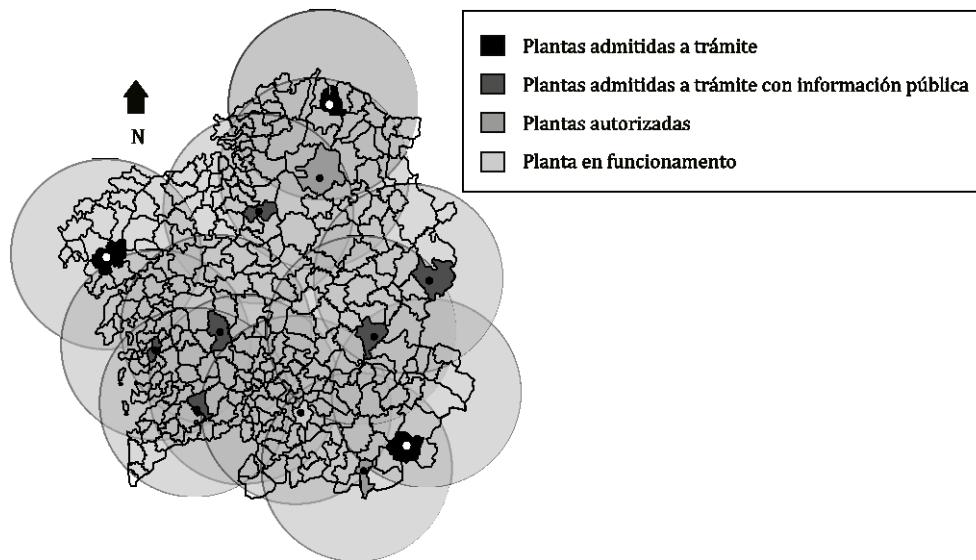 Plantas admitidas a trámite
Plantas admitidas a trámite con información pública
N
Plantas autorizadas
Planta en funcionamento